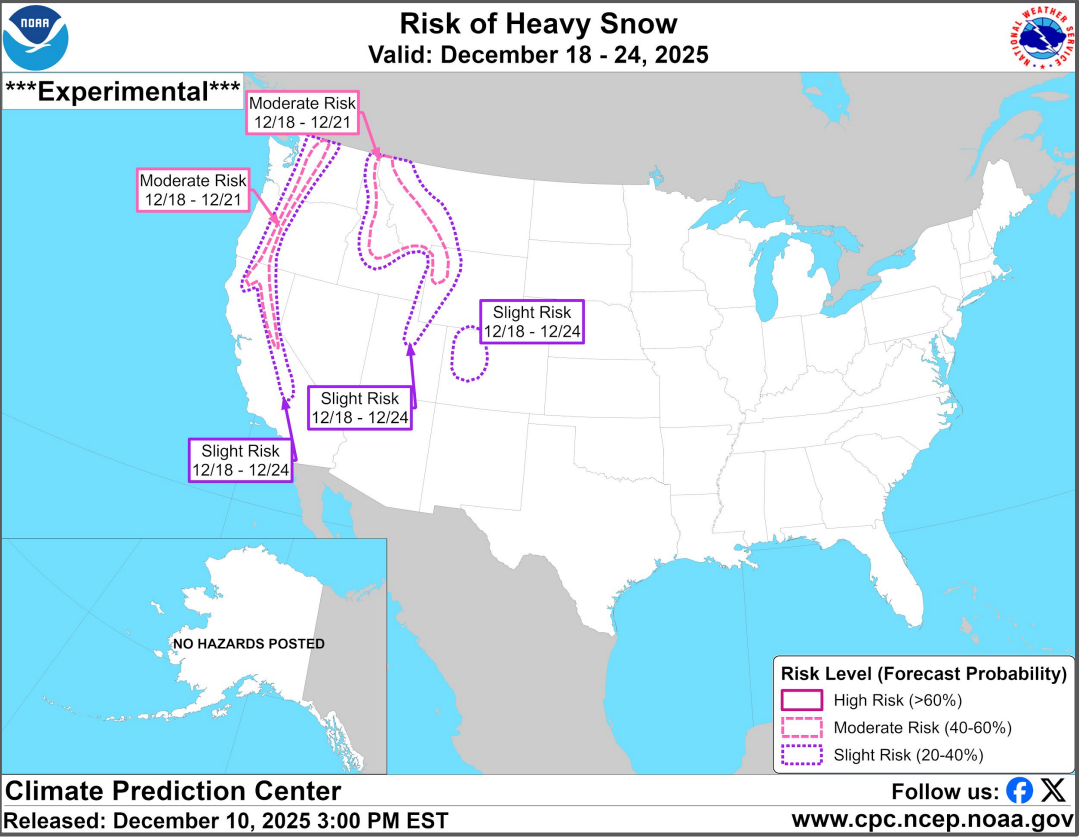 NOAA
Risk of Heavy Snow
Valid: December 18 - 24, 2025
NATIONAL WEATHER SERVICE
***Experimental***
Moderate Risk
12/18 - 12/21
Moderate Risk
12/18 - 12/21
Slight Risk
12/18 - 12/24
Slight Risk
12/18 - 12/24
Slight Risk
12/18 - 12/24
NO HAZARDS POSTED
Risk Level (Forecast Probability)
High Risk (>60%)
Moderate Risk (40-60%)
Slight Risk (20-40%)
Climate Prediction Center
Follow us:
Released: December 10, 2025 3:00 PM EST
www.cpc.ncep.noaa.gov